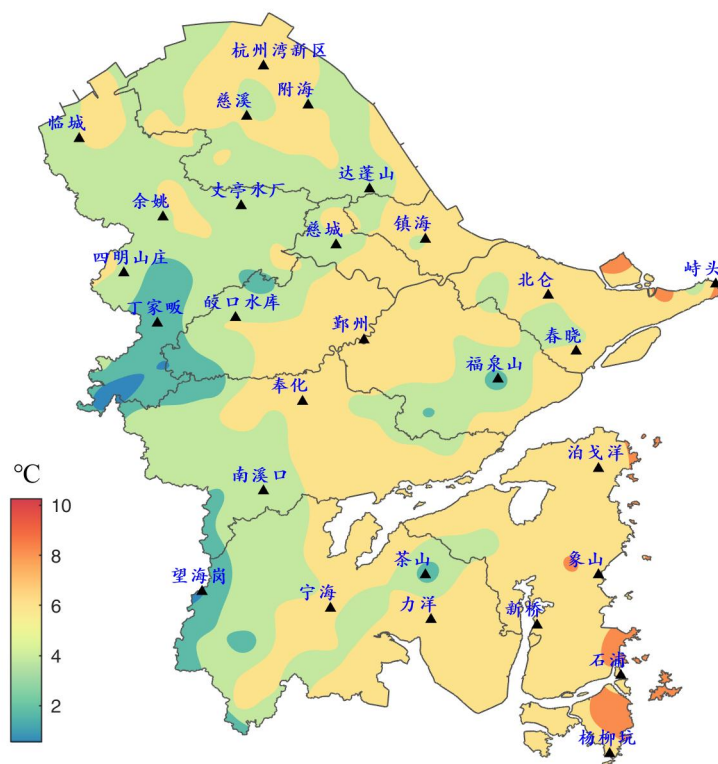 杭州湾新区
附海
慈溪
临城
达蓬山
丈亭水厂
余姚
镇海
慈城
四明山庄
北仑
峙头
丁家畈
皎口水库
鄞州
春晓
福泉山
奉化
泊戈洋
°C
南溪口
10
8
茶山
象山
望海岗
宁海
力洋
新桥
6
4
石浦
2
杨柳坑